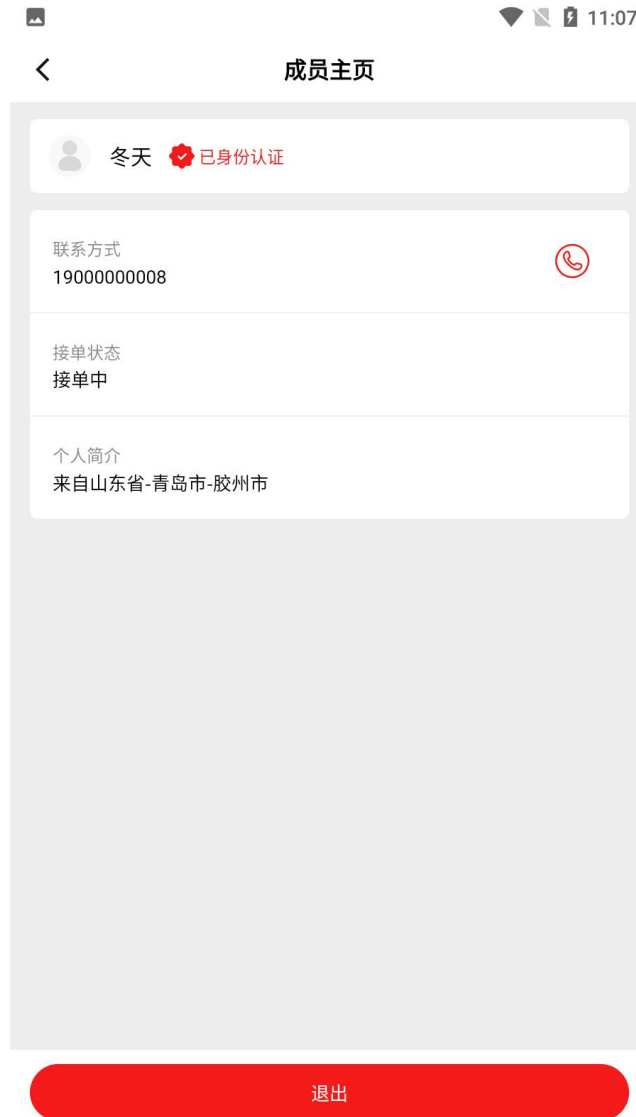 11:07
成员主页
冬天 已身份认证
联系方式
19000000008
接单状态
接单中
个人简介
来自山东省-青岛市-胶州市
退出